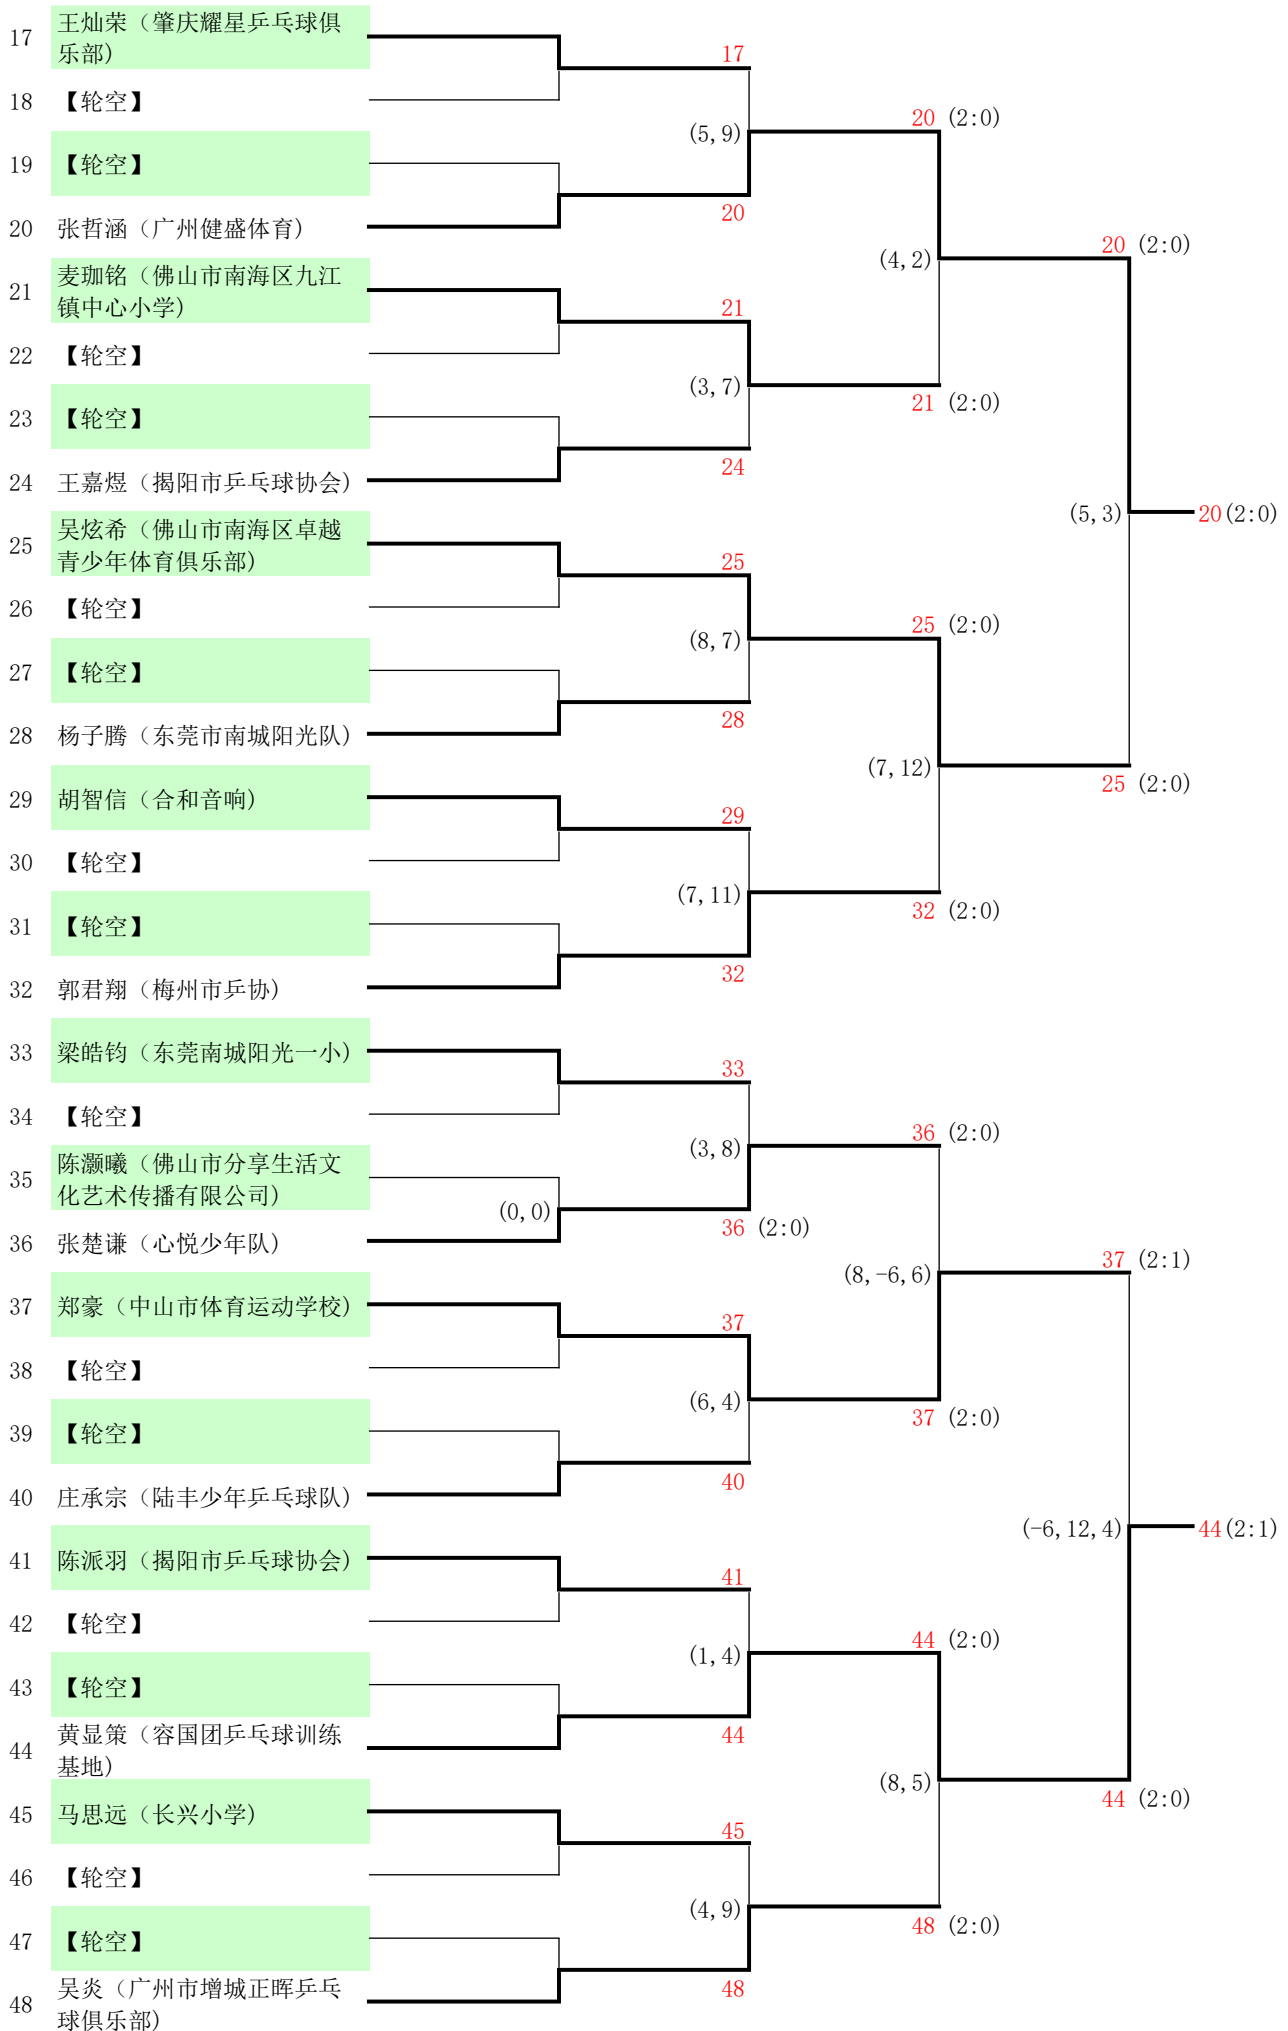 17 王灿荣（肇庆耀星乒乓球俱
乐部）
17
18 【轮空】
20 (2:0)
(5,9)
19 【轮空】
20
20 张哲涵（广州健盛体育）
20 (2:0)
(4,2)
21 麦珈铭（佛山市南海区九江
镇中心小学）
21
22 【轮空】
(3,7)
21 (2:0)
23 【轮空】
24
24 王嘉煜（揭阳市乒乓球协会）
(5,3)
20(2:0)
25 吴炫希（佛山市南海区卓越
青少年体育俱乐部）
25
26 【轮空】
25 (2:0)
(8,7)
27 【轮空】
28
28 杨子腾（东莞市南城阳光队）
(7,12)
25 (2:0)
29 胡智信（合和音响）
29
30 【轮空】
(7,11)
32 (2:0)
31 【轮空】
32
32 郭君翔（梅州市乒协）
33 梁皓钧（东莞南城阳光一小）
33
34 【轮空】
36 (2:0)
(3,8)
35 陈灏曦（佛山市分享生活文
化艺术传播有限公司）
(0,0)
36 (2:0)
36 张楚谦（心悦少年队）
37 (2:1)
(8,-6,6)
37 郑豪（中山市体育运动学校）
37
38 【轮空】
(6,4)
37 (2:0)
39 【轮空】
40
40 庄承宗（陆丰少年乒乓球队）
(-6,12,4)
44(2:1)
41 陈派羽（揭阳市乒乓球协会）
41
42 【轮空】
44 (2:0)
(1,4)
43 【轮空】
44
44 黄显策（容国团乒乓球训练
基地）
(8,5)
44 (2:0)
45 马思远（长兴小学）
45
46 【轮空】
(4,9)
48 (2:0)
47 【轮空】
48
48 吴炎（广州市增城正晖乒乓
球俱乐部）